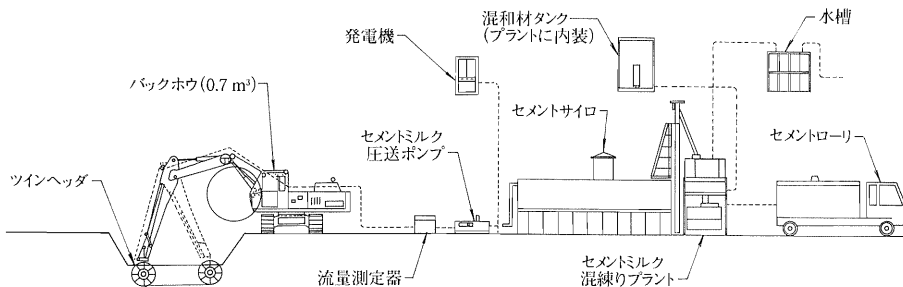 混和材タンク
(プラントに内装)
水槽
発電機
バックホウ(0.7 m³)
セメントサイロ
セメントミルク
圧送ポンプ
セメントローリ
ツインヘッダ
流量測定器
セメントミルク
混練りプラント